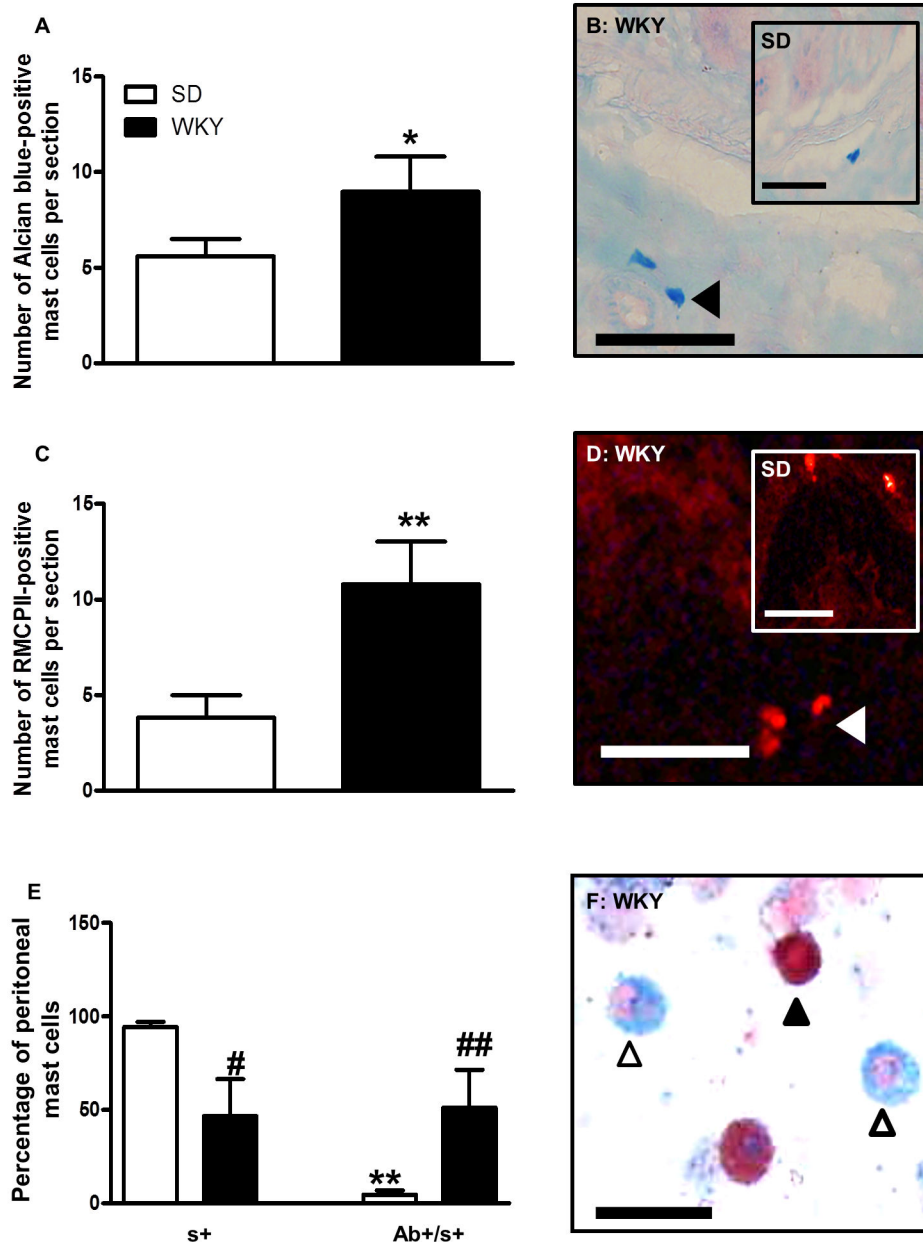 A
Number of Alcian blue-positive
mast cells per section
15
10
5
0
SD
WKY
*
B: WKY
SD
C
Number of RMCPII-positive
mast cells per section
15
10
5
0
**
D: WKY
SD
E
Percentage of peritoneal
mast cells
150
100
50
0
#
**
##
s+
Ab+/s+
F: WKY